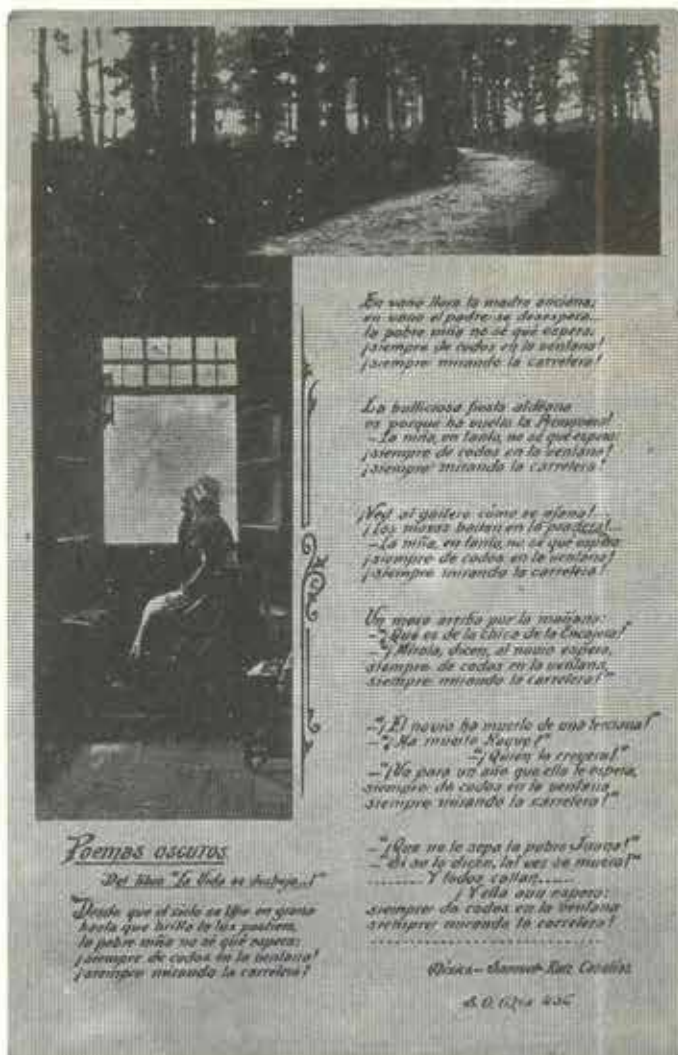 Poemas oscuros
Del libro "La Vida se dibuja...!"
Desde que el cielo se tiñe en grana
hasta que brilla la luz postrera,
la pobre niña no sé qué espera:
¡siempre de codos en la ventana!
¡siempre mirando la carretera!
En vano llora la madre anciana;
en vano el padre se desespera...
la pobre niña no sé qué espera:
¡siempre de codos en la ventana!
¡siempre mirando la carretera!
La bulliciosa fiesta aldeana
es porque ha vuelto la Primavera!
—La niña, en tanto, no sé qué espera:
¡siempre de codos en la ventana!
¡siempre mirando la carretera!
¡Ved al gaitero cómo se afana!...
¡Las mozas bailan en la pradera!...
—La niña, en tanto, no sé qué espera
¡siempre de codos en la ventana!
¡siempre mirando la carretera!
Un mozo arriba por la mañana:
—"¿Qué es de la chica de la Encajera?"
—"¡Mírala, dicen, al novio espera,
siempre de codos en la ventana,
siempre mirando la carretera!"
—"¡El novio ha muerto de una terciana!"
—"¿Ha muerto Roque?"
—"¡Quién lo creyera!"
—"¡Va para un año que ella le espera,
siempre de codos en la ventana
siempre mirando la carretera!"
—"¡Que no lo sepa la pobre Juana!"
—"Si se lo dicen, tal vez se muera!"
........ Y todos callan......
¡Y ella aun espera:
siempre de codos en la ventana
siempre mirando la carretera!
México— Ruiz Cabañas